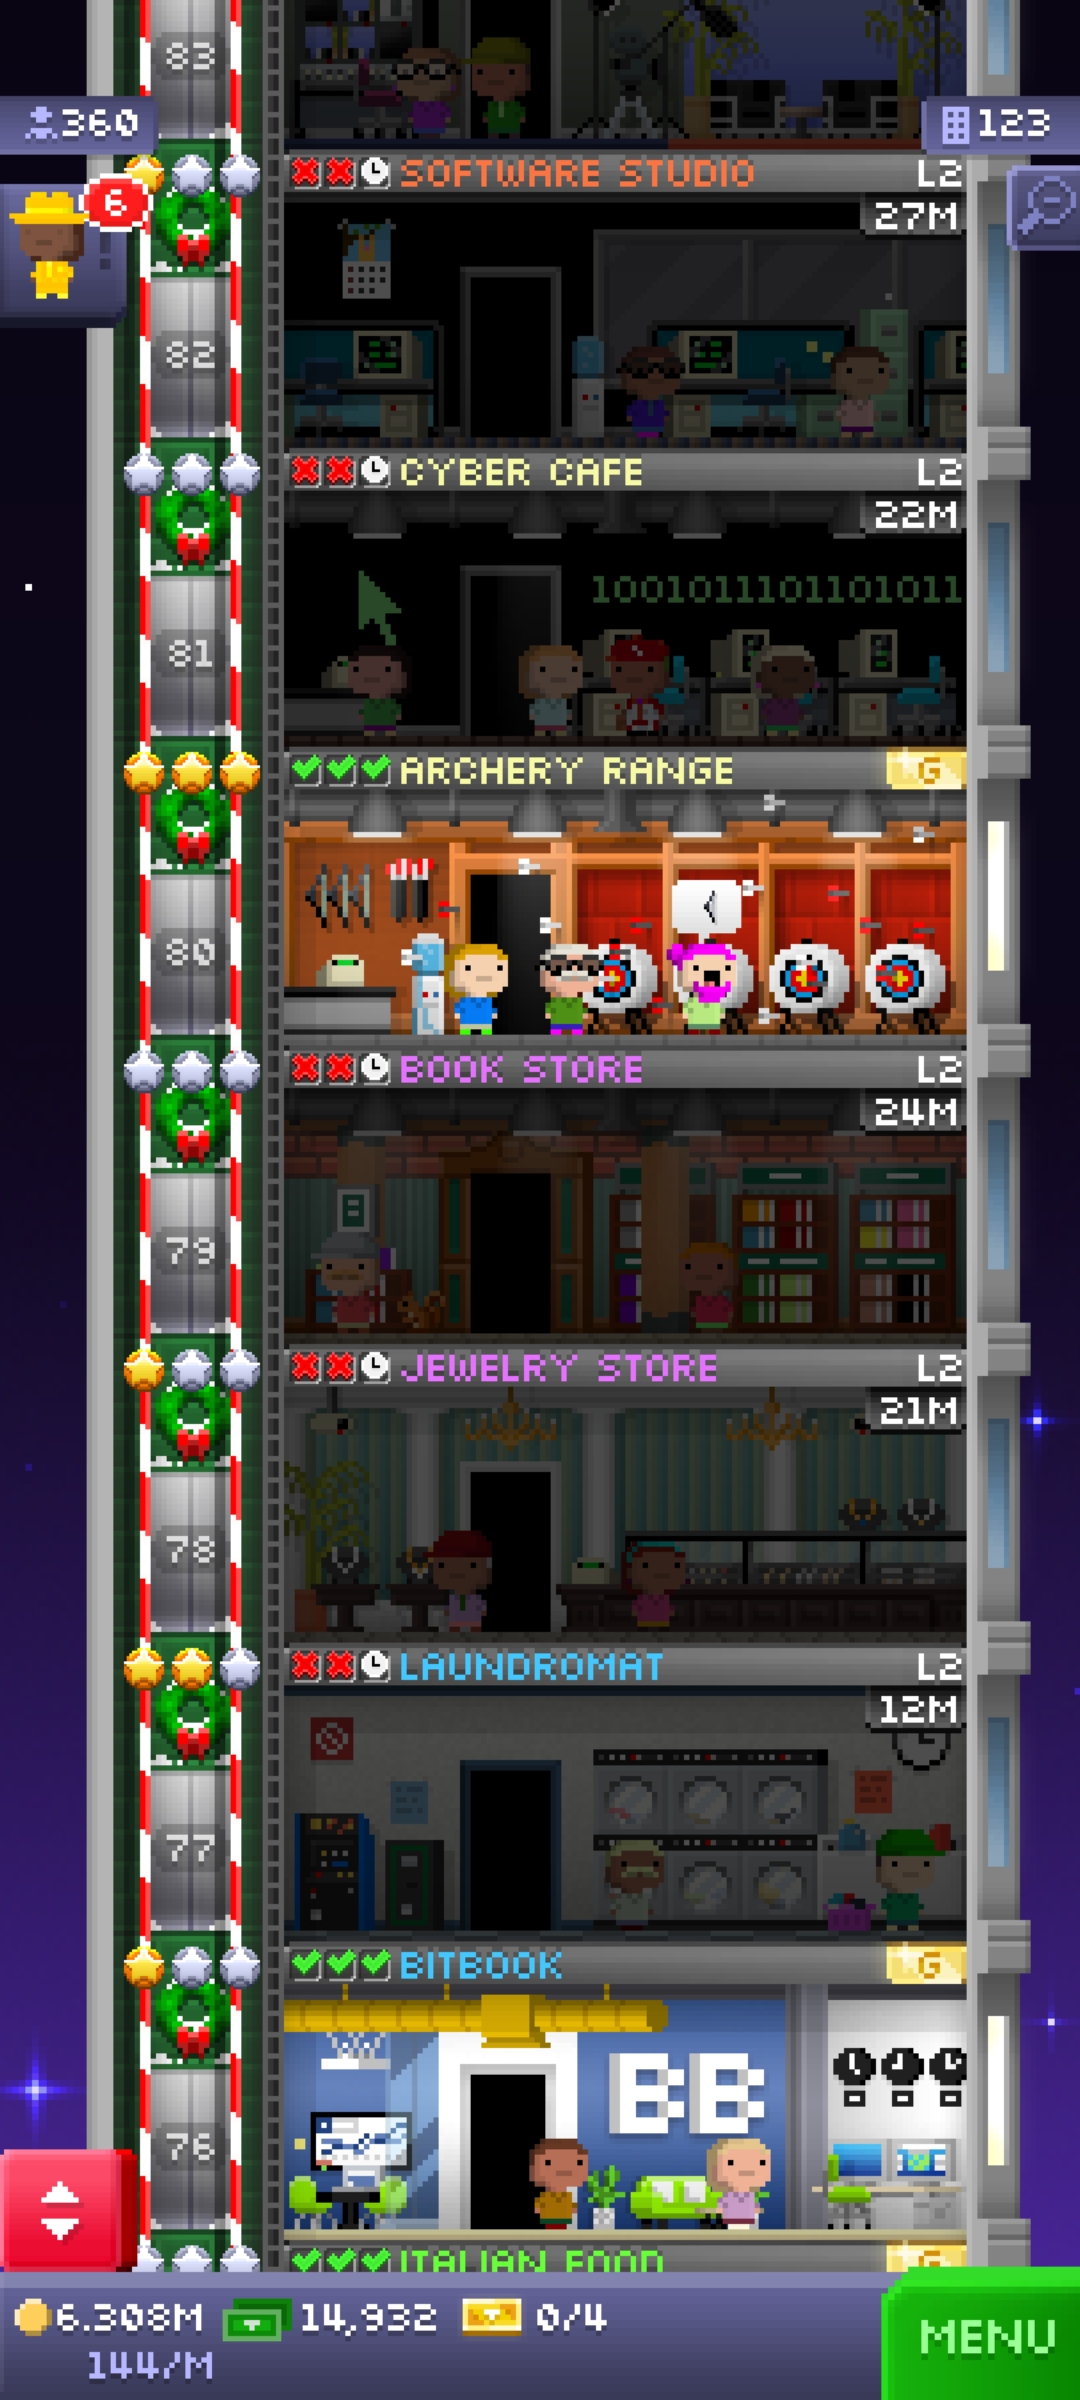 83
360
123
6
SOFTWARE STUDIO L2
27M
82
CYBER CAFE L2
22M
1001011101101011
81
ARCHERY RANGE G
80
BOOK STORE L2
24M
79
JEWELRY STORE L2
21M
78
LAUNDROMAT L2
12M
77
BITBOOK G
BB
76
ITALIAN FOOD G
6.308M 14,932 0/4
144/M
MENU